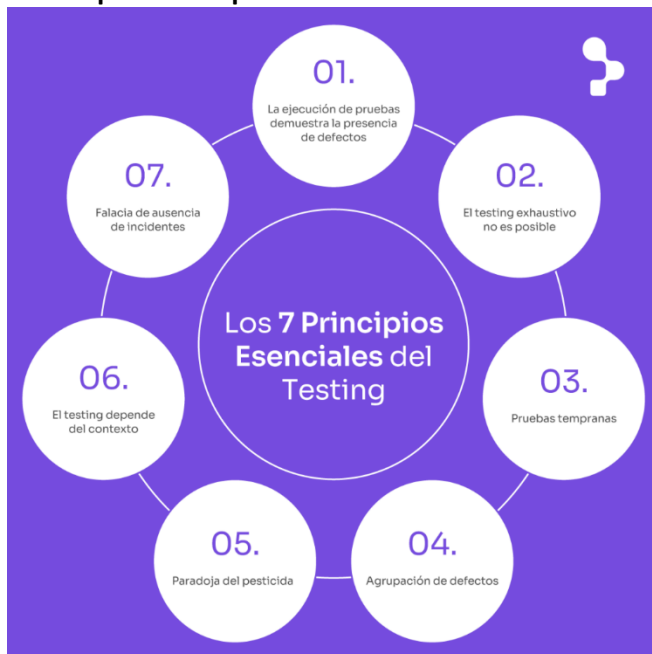 01.
La ejecución de pruebas
demuestra la presencia
de defectos
02.
El testing exhaustivo
no es posible
03.
Pruebas tempranas
04.
Agrupación de defectos
05.
Paradoja del pesticida
06.
El testing depende
del contexto
07.
Falacia de ausencia
de incidentes
Los 7 Principios
Esenciales del
Testing